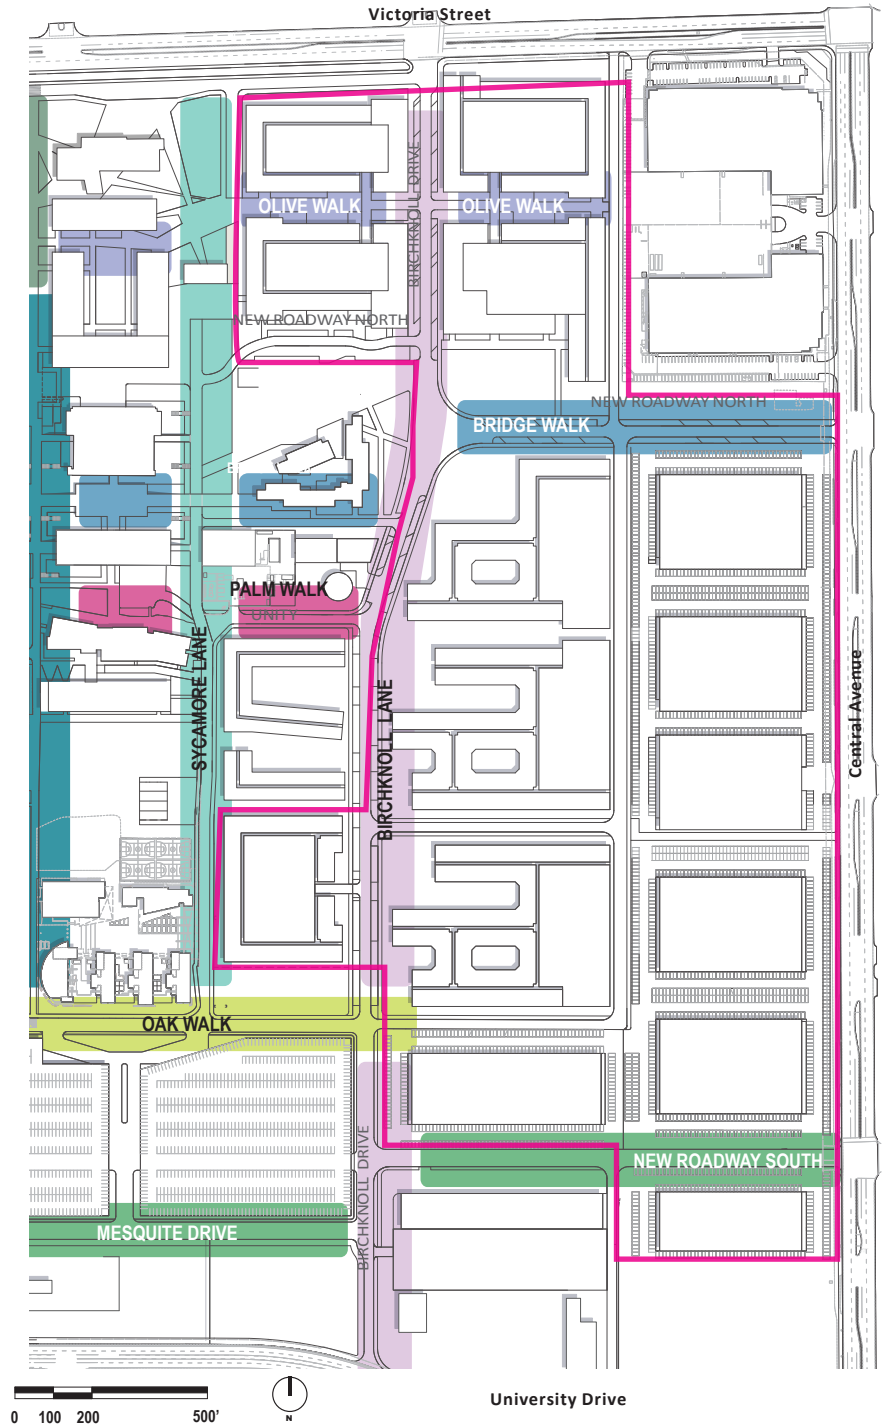 Victoria Street
BIRCHKNOLL DRIVE
OLIVE WALK
OLIVE WALK
NEW ROADWAY NORTH
NEW ROADWAY NORTH
BRIDGE WALK
PALM WALK
UNITY
SYCAMORE LANE
BIRCHKNOLL LANE
Central Avenue
OAK WALK
BIRCHKNOLL DRIVE
NEW ROADWAY SOUTH
MESQUITE DRIVE
University Drive
N
0 100 200 500'